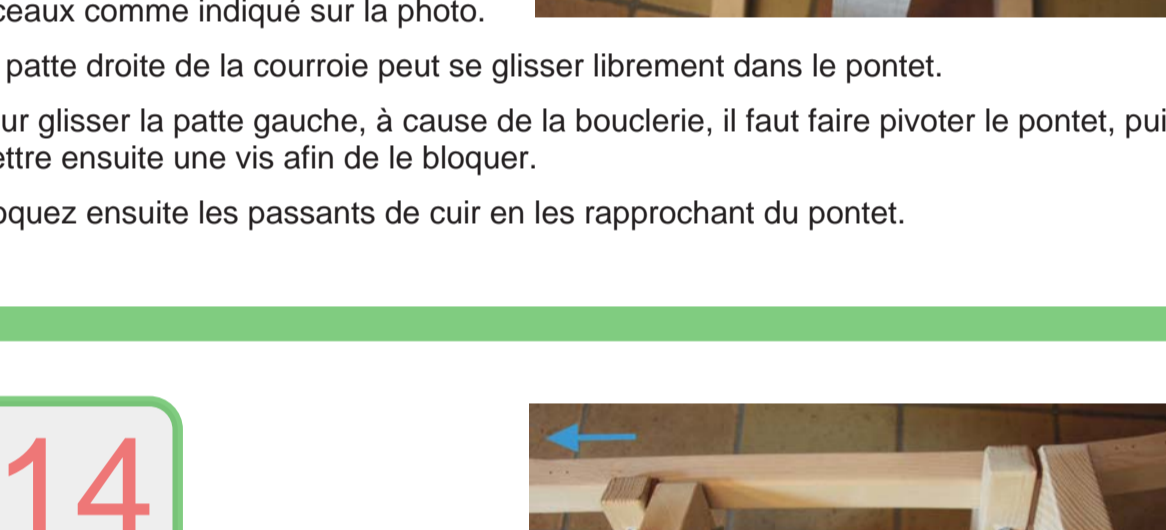 ceaux comme indiqué sur la photo.
patte droite de la courroie peut se glisser librement dans le pontet.
ur glisser la patte gauche, à cause de la bouclerie, il faut faire pivoter le pontet, pui
ettre ensuite une vis afin de le bloquer.
oquez ensuite les passants de cuir en les rapprochant du pontet.
14